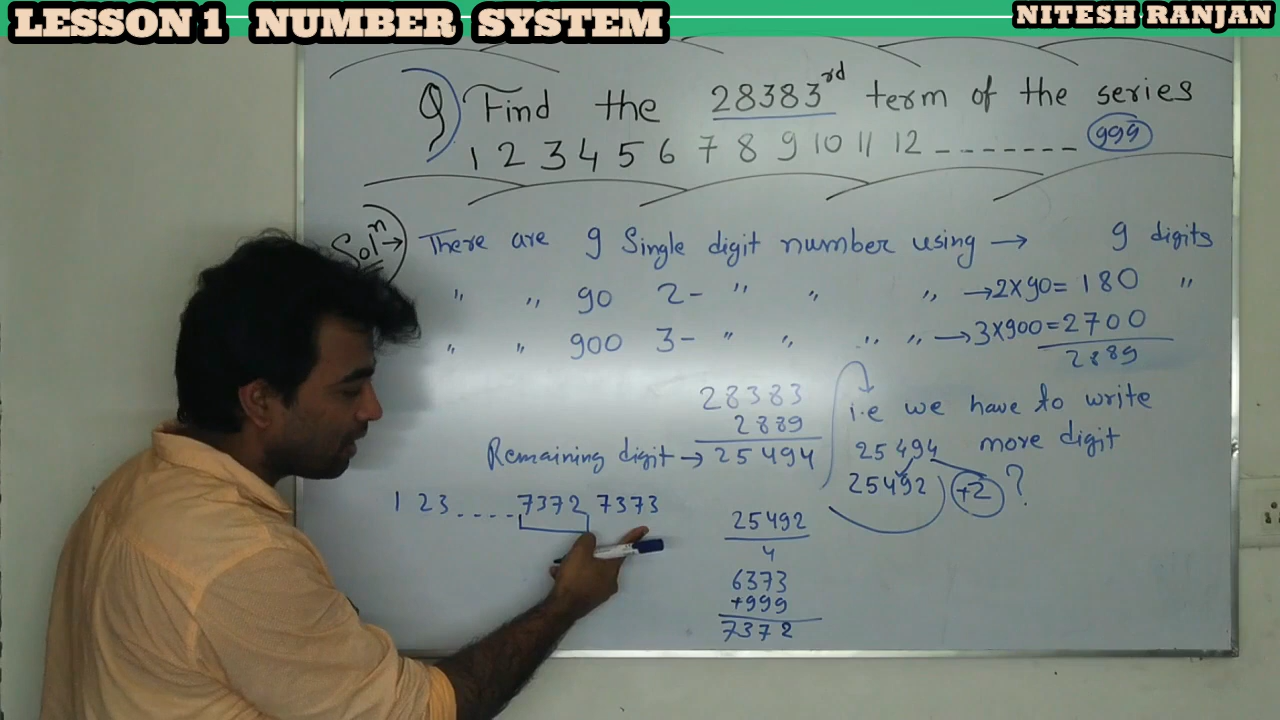 LESSON 1 NUMBER SYSTEM
NITESH RANJAN
Q) Find the 28383rd term of the series
1 2 3 4 5 6 7 8 9 10 11 12 ------- 999
Soln → There are 9 Single digit number using → 9 digits
" " 90 2- " " " → 2×90= 180 "
" " 900 3- " " " " → 3×900=2700
2889
28383
2889
Remaining digit → 25494
i.e we have to write
25494 more digit
25492 +2 ?
1 2 3 .... 7372 7373
25492
4
6373
+999
7372